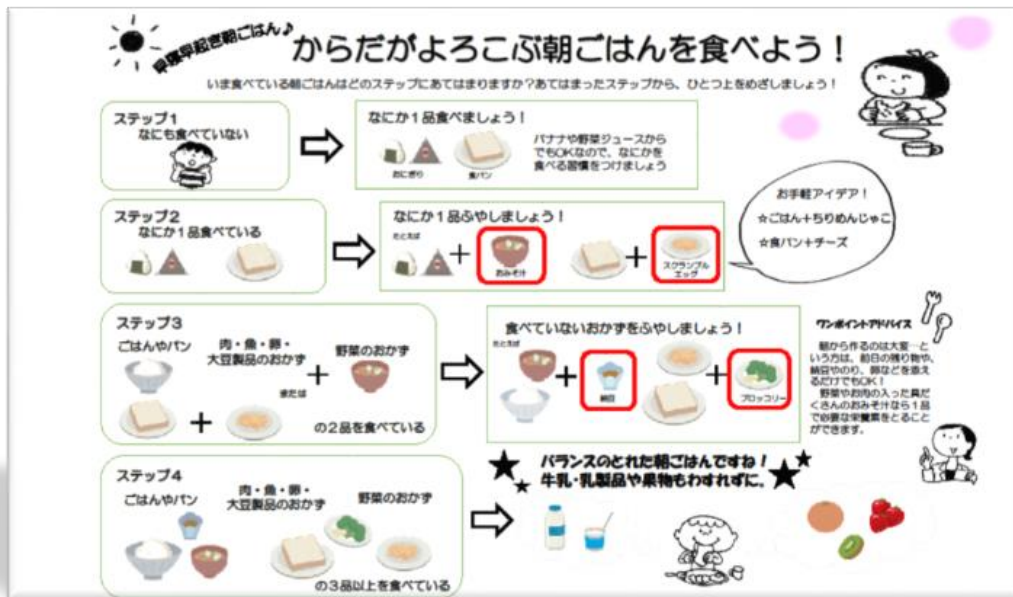 早寝早起き朝ごはん♪
からだがよろこぶ朝ごはんを食べよう！
いま食べている朝ごはんはどのステップにあてはまりますか？あてはまったステップから、ひとつ上をめざしましょう！
ステップ1
なにも食べていない
なにか1品食べましょう！
おにぎり
食パン
バナナや野菜ジュースから
でもOKなので、なにかを
食べる習慣をつけましょう
ステップ2
なにか1品食べている
なにか1品ふやしましょう！
たとえば
+
おみそ汁
+
スクランブル
エッグ
お手軽アイデア！
☆ごはん＋ちりめんじゃこ
☆食パン＋チーズ
ステップ3
ごはんやパン
肉・魚・卵・
大豆製品のおかず
+
野菜のおかず
または
+
の2品を食べている
食べていないおかずをふやしましょう！
たとえば
+
納豆
+
ブロッコリー
ワンポイントアドバイス
朝から作るのは大変…と
いう方は、前日の残り物や、
納豆やのり、卵などを添え
るだけでもOK！
野菜やお肉の入った具だ
くさんのおみそ汁なら1品
で必要な栄養素をとること
ができます。
ステップ4
ごはんやパン
肉・魚・卵・
大豆製品のおかず
野菜のおかず
の3品以上を食べている
バランスのとれた朝ごはんですね！
牛乳・乳製品や果物もわすれずに。